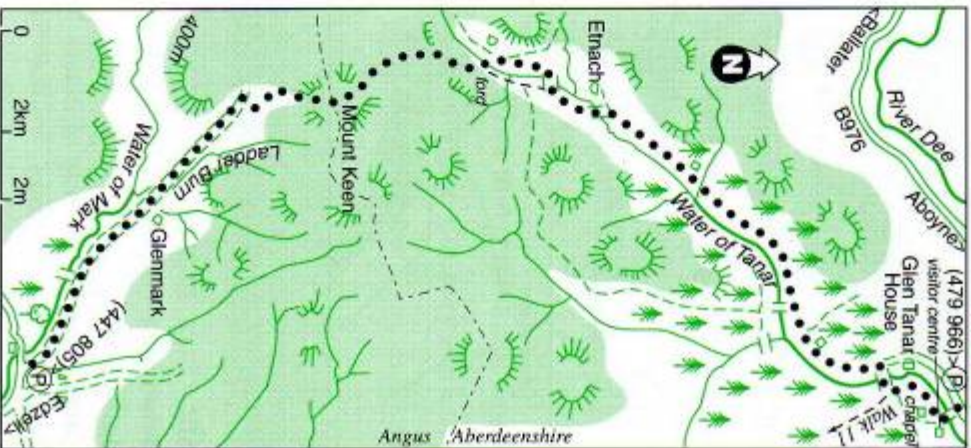 <Ballater
River Dee
B976
Aboyne>
(479 966)>P
visitor centre
Glen Tanar
House
chapel
Walk 11
N
Etnach
ford
Water of Tanar
Mount Keen
400m
Ladder Burn
Water of Mark
Glenmark
(447 805)>P
Edzell>
0
2km
2m
Angus
Aberdeenshire